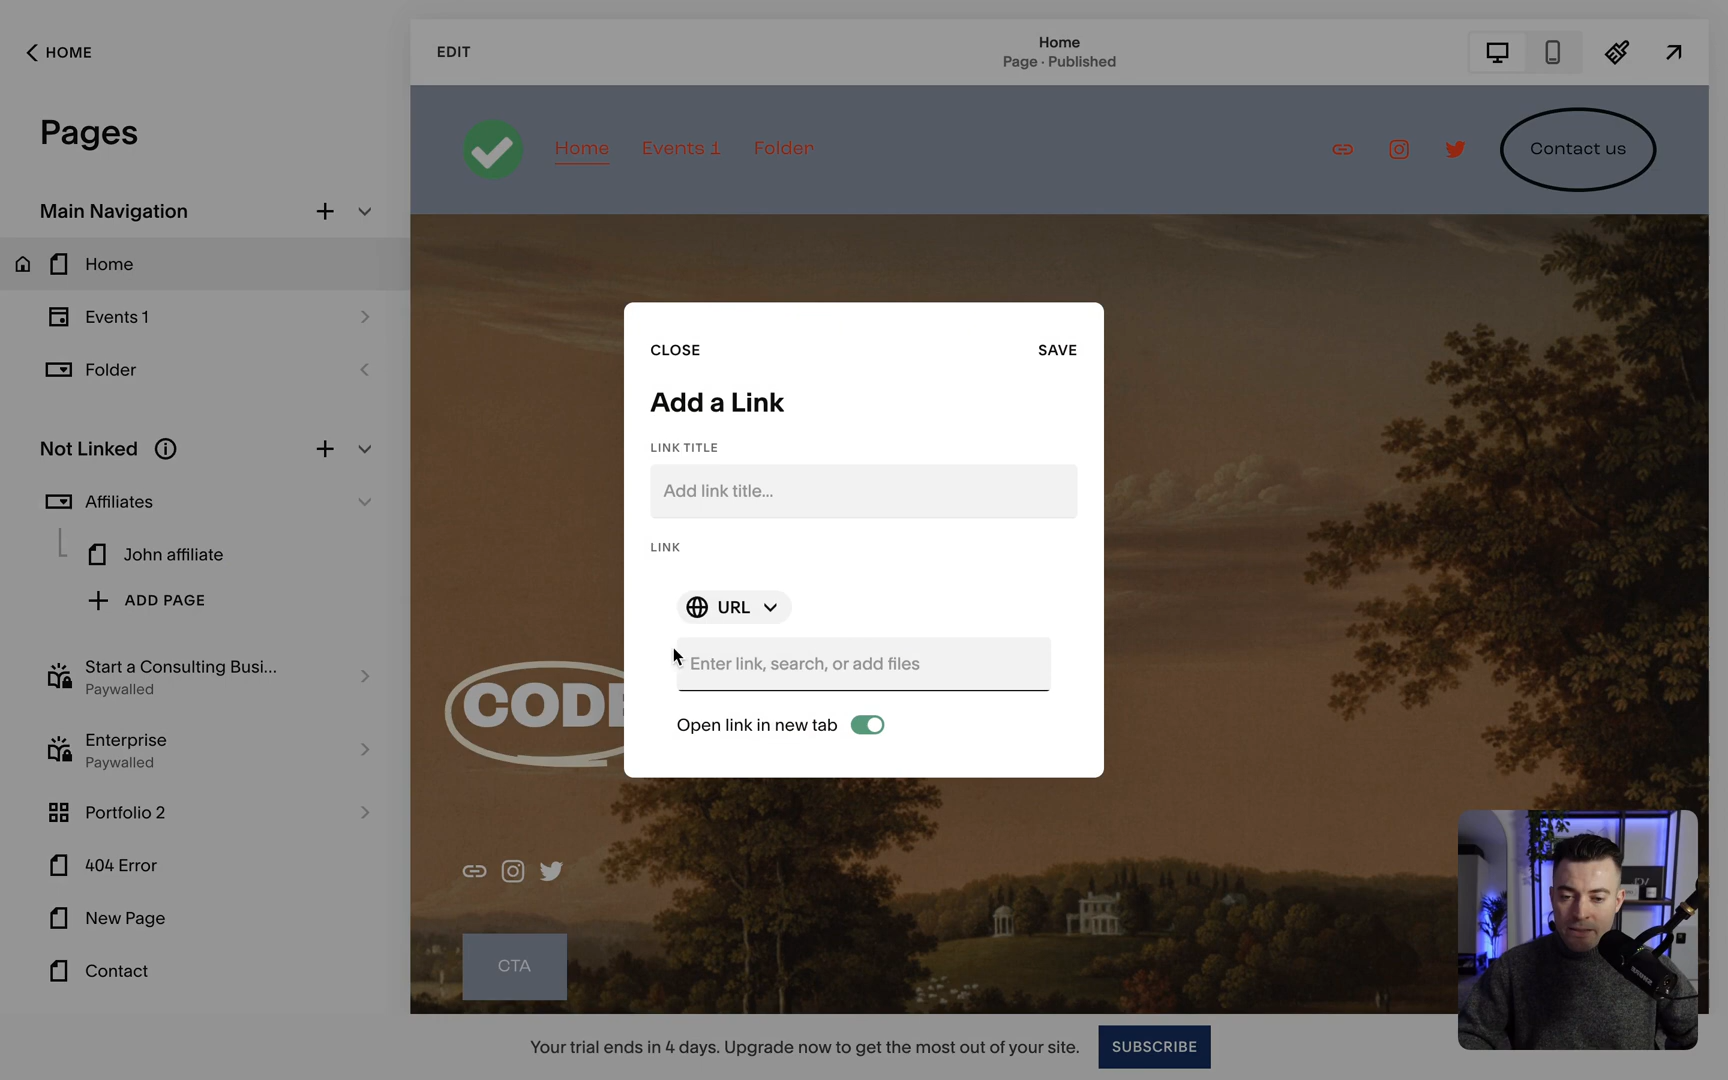 HOME
Pages
Main Navigation
Home
Events 1
Folder
Not Linked
Affiliates
John affiliate
ADD PAGE
Start a Consulting Busi...
Paywalled
Enterprise
Paywalled
Portfolio 2
404 Error
New Page
Contact
EDIT
Home
Page · Published
Home Events 1 Folder
Contact us
CLOSE SAVE
Add a Link
LINK TITLE
Add link title...
LINK
URL
Enter link, search, or add files
Open link in new tab
CTA
Your trial ends in 4 days. Upgrade now to get the most out of your site. SUBSCRIBE